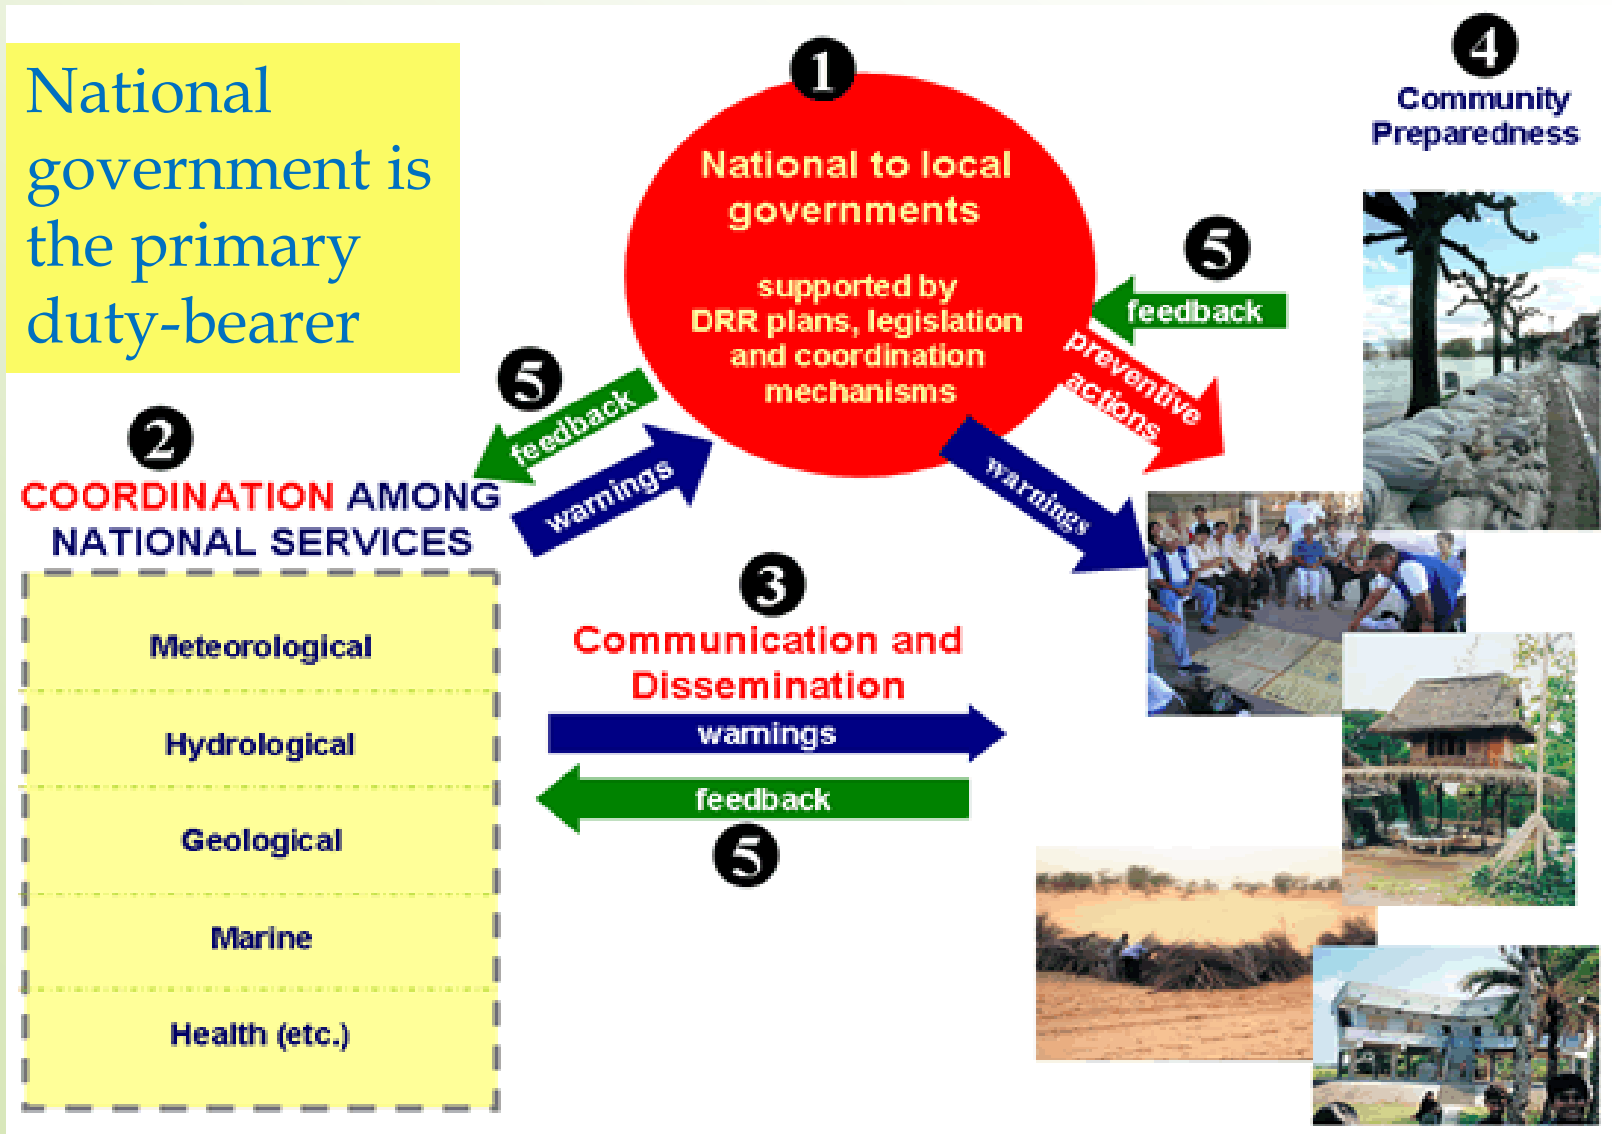 National
government is
the primary
duty-bearer
1
National to local
governments
supported by
DRR plans, legislation
and coordination
mechanisms
4
Community
Preparedness
5
feedback
preventive
actions
warnings
5
feedback
warnings
2
COORDINATION AMONG
NATIONAL SERVICES
Meteorological
Hydrological
Geological
Marine
Health (etc.)
3
Communication and
Dissemination
warnings
feedback
5